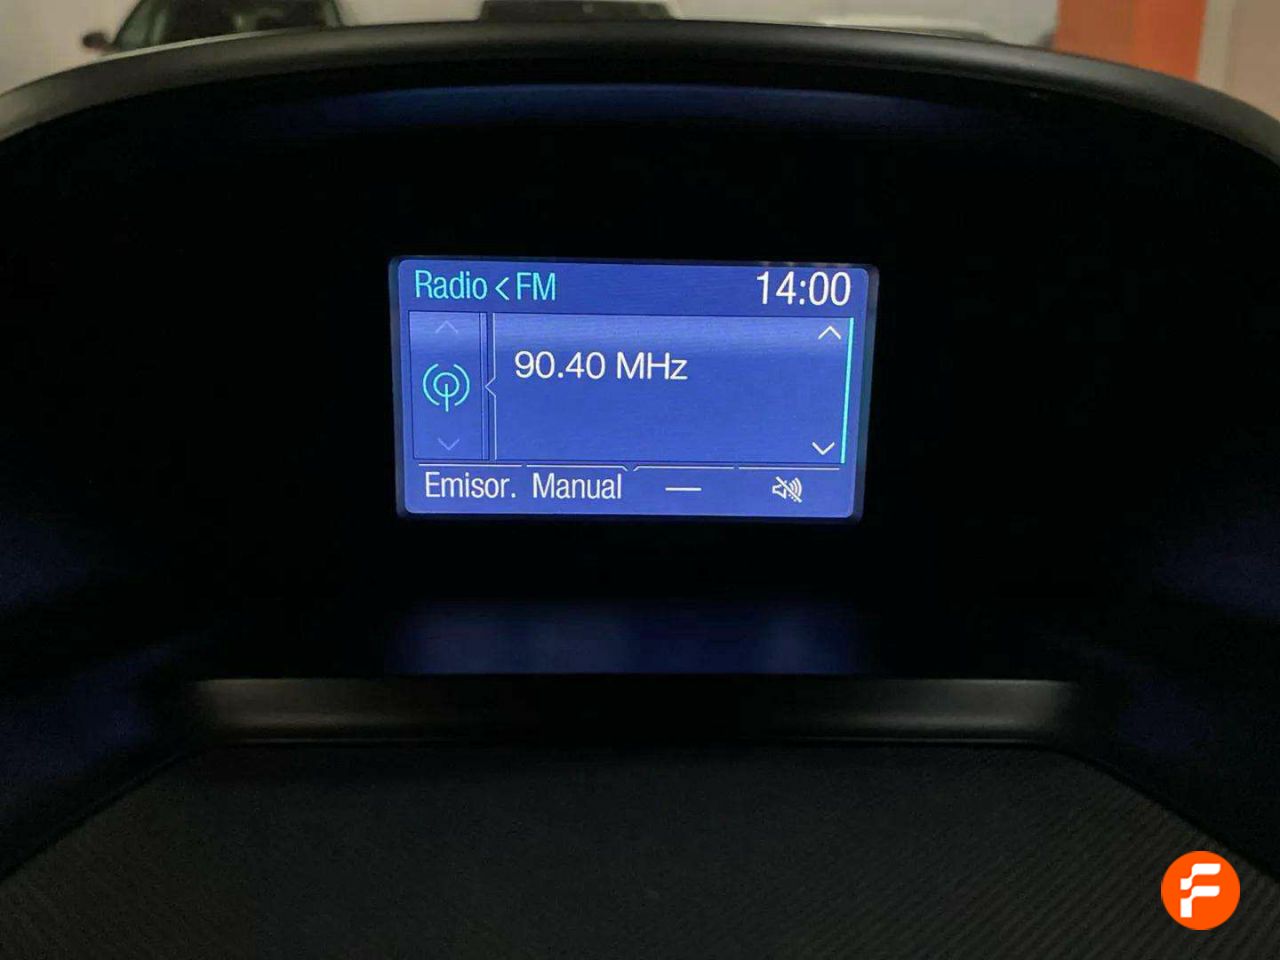 Radio < FM 14:00
90.40 MHz
Emisor. Manual —
F